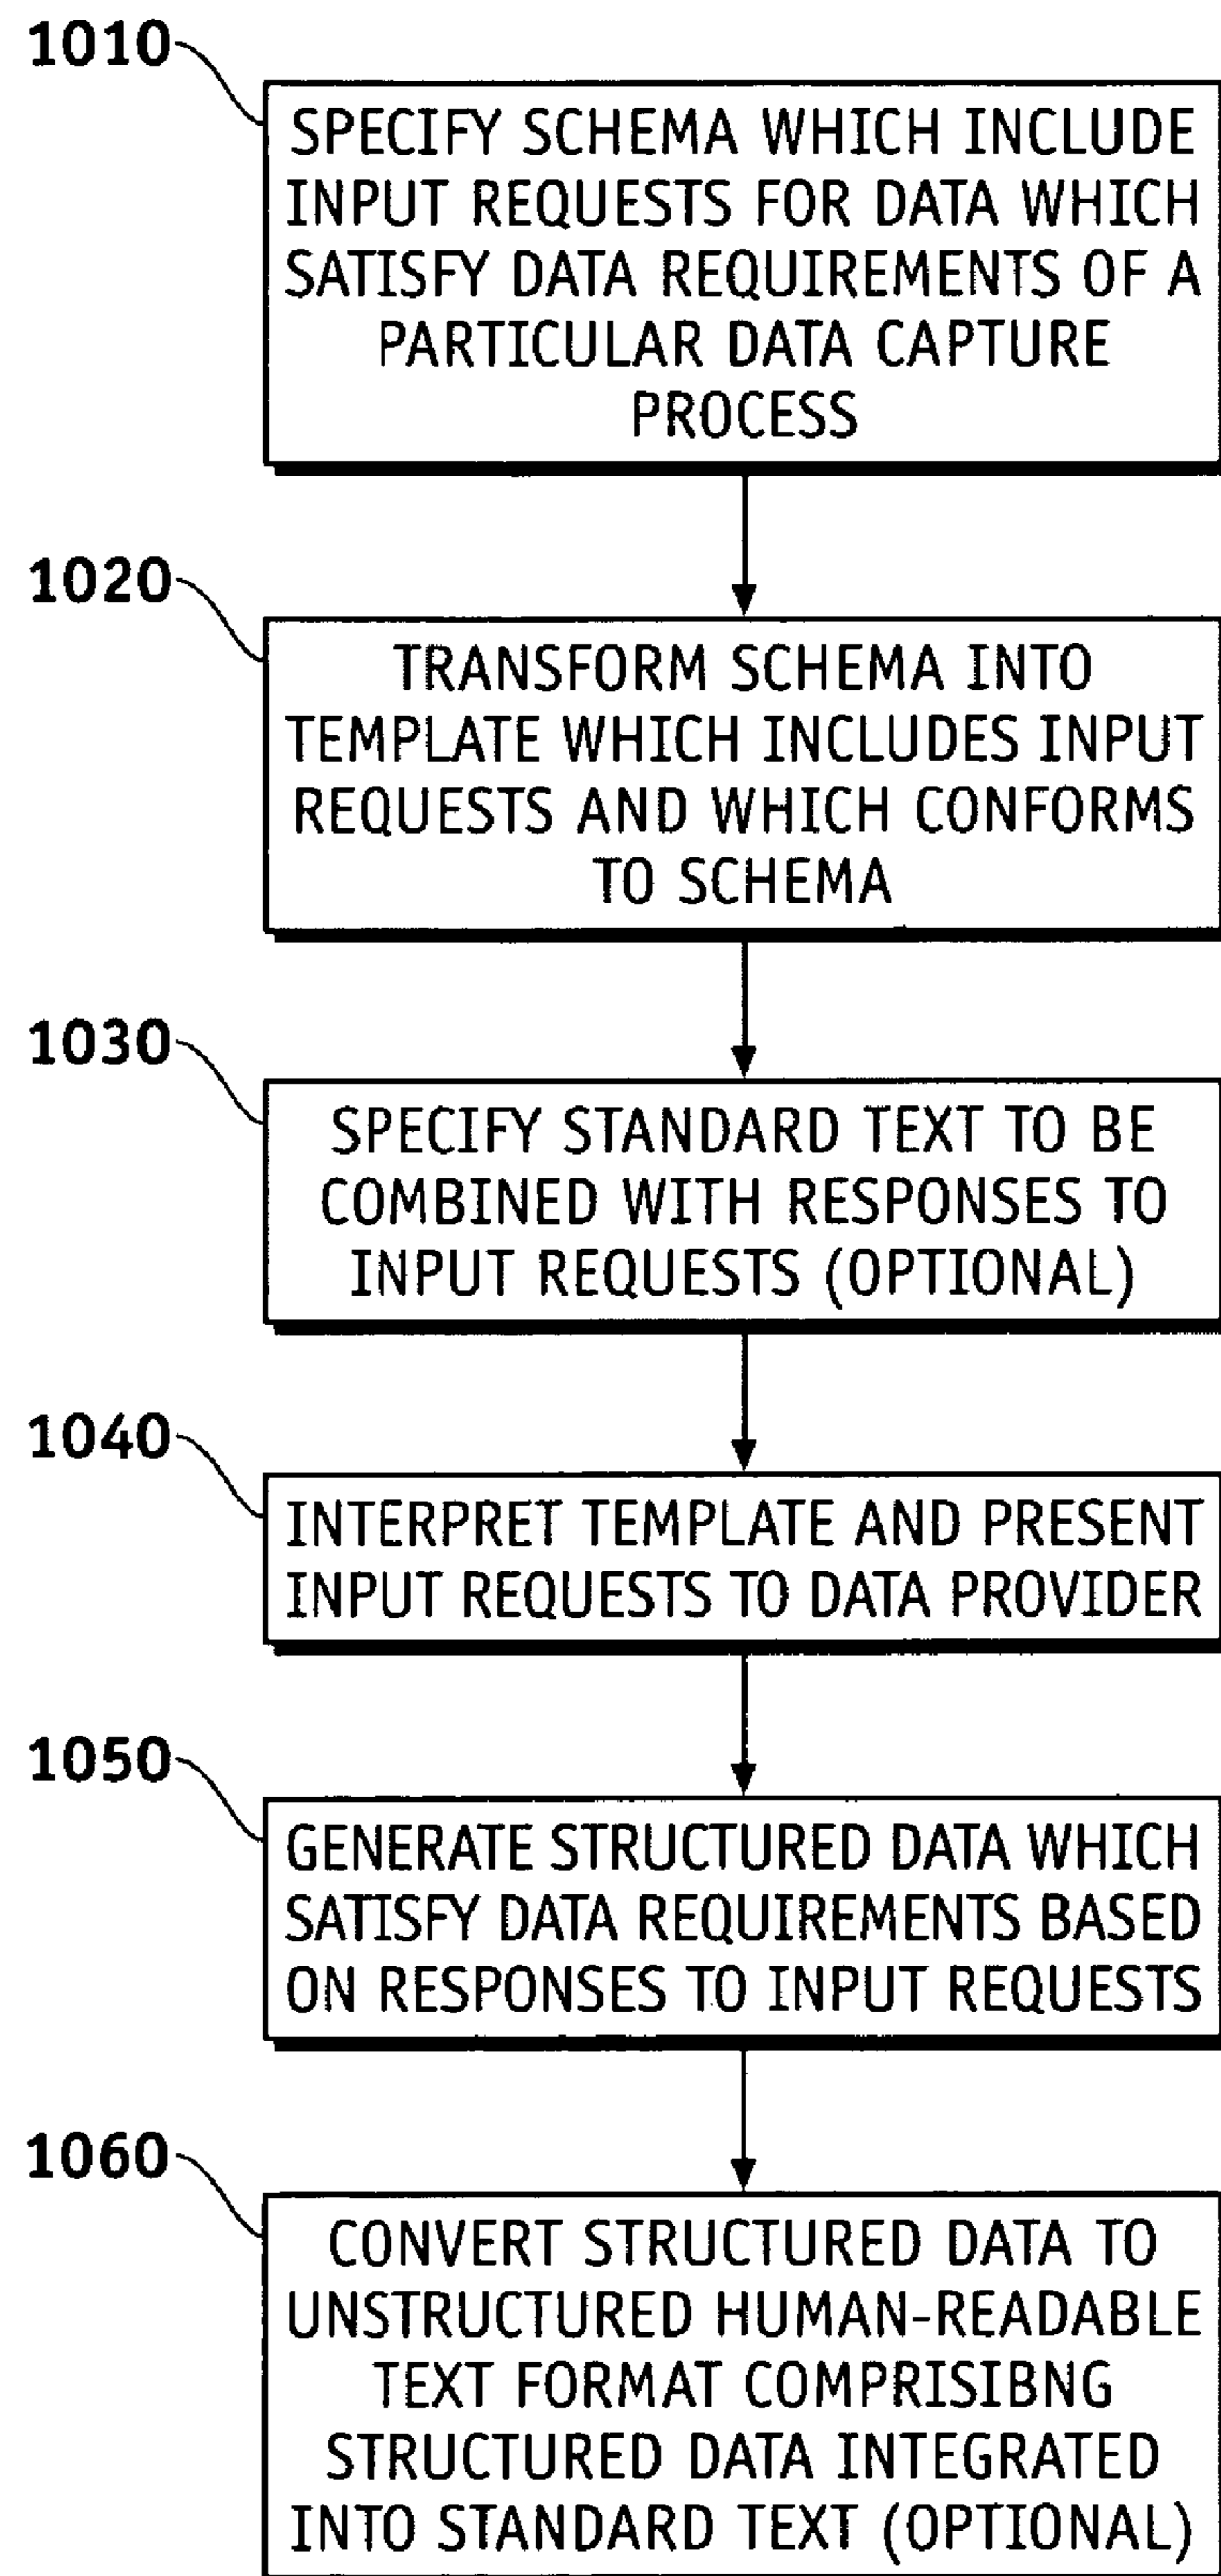 1010
SPECIFY SCHEMA WHICH INCLUDE
INPUT REQUESTS FOR DATA WHICH
SATISFY DATA REQUIREMENTS OF A
PARTICULAR DATA CAPTURE
PROCESS
1020
TRANSFORM SCHEMA INTO
TEMPLATE WHICH INCLUDES INPUT
REQUESTS AND WHICH CONFORMS
TO SCHEMA
1030
SPECIFY STANDARD TEXT TO BE
COMBINED WITH RESPONSES TO
INPUT REQUESTS (OPTIONAL)
1040
INTERPRET TEMPLATE AND PRESENT
INPUT REQUESTS TO DATA PROVIDER
1050
GENERATE STRUCTURED DATA WHICH
SATISFY DATA REQUIREMENTS BASED
ON RESPONSES TO INPUT REQUESTS
1060
CONVERT STRUCTURED DATA TO
UNSTRUCTURED HUMAN-READABLE
TEXT FORMAT COMPRISIBNG
STRUCTURED DATA INTEGRATED
INTO STANDARD TEXT (OPTIONAL)